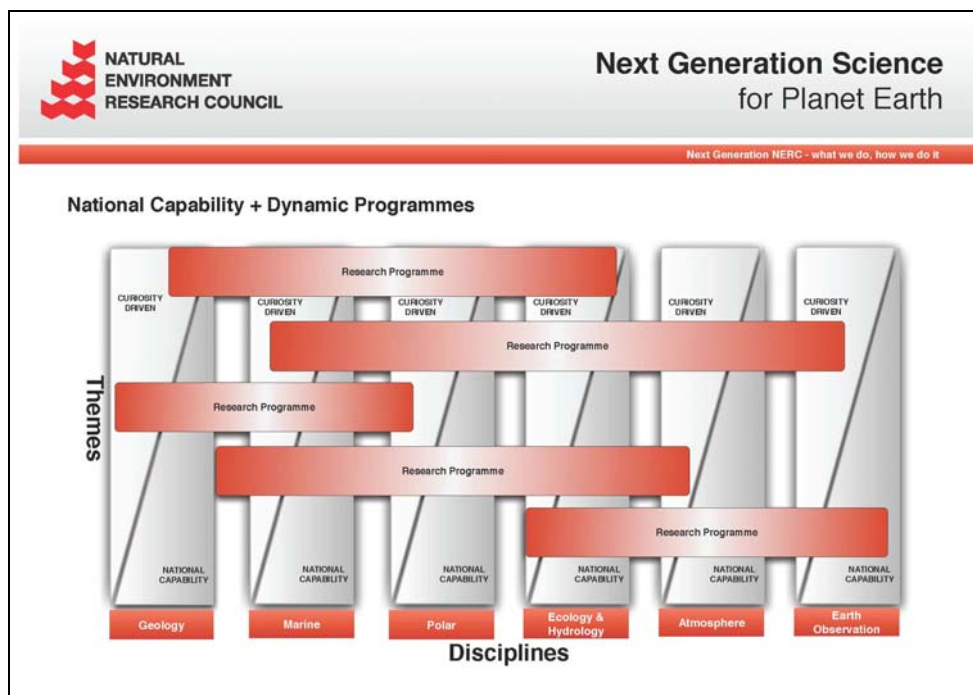 NATURAL
ENVIRONMENT
RESEARCH COUNCIL
Next Generation Science
for Planet Earth
Next Generation NERC - what we do, how we do it
National Capability + Dynamic Programmes
Research Programme
CURIOSITY
DRIVEN
CURIOSITY
DRIVEN
CURIOSITY
DRIVEN
CURIOSITY
DRIVEN
CURIOSITY
DRIVEN
CURIOSITY
DRIVEN
Research Programme
Themes
Research Programme
Research Programme
Research Programme
NATIONAL
CAPABILITY
NATIONAL
CAPABILITY
NATIONAL
CAPABILITY
NATIONAL
CAPABILITY
NATIONAL
CAPABILITY
NATIONAL
CAPABILITY
Geology
Marine
Polar
Ecology &
Hydrology
Atmosphere
Earth
Observation
Disciplines